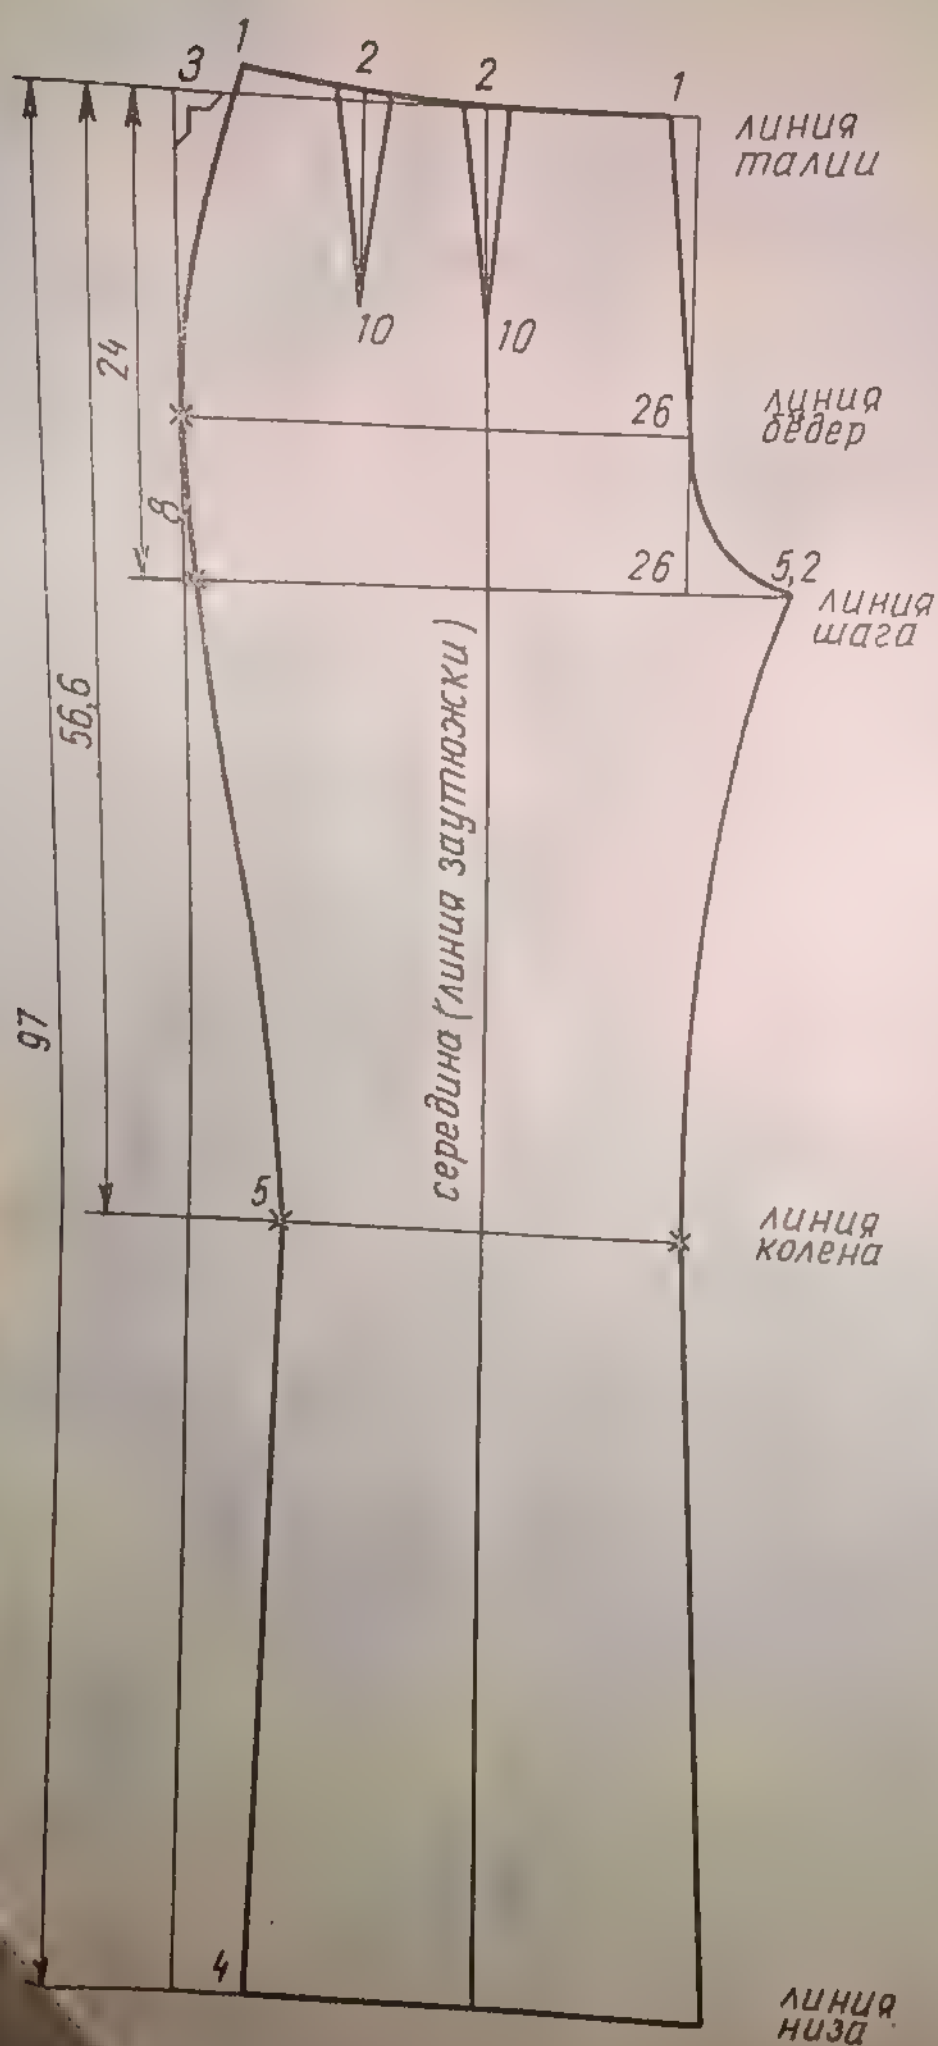 1
3
2
2
1
линия
талии
10
10
24
линия
бёдер
26
8
26
5,2
линия
шага
56,6
середина (линия заутюжки)
97
5
линия
колена
4
линия
низа